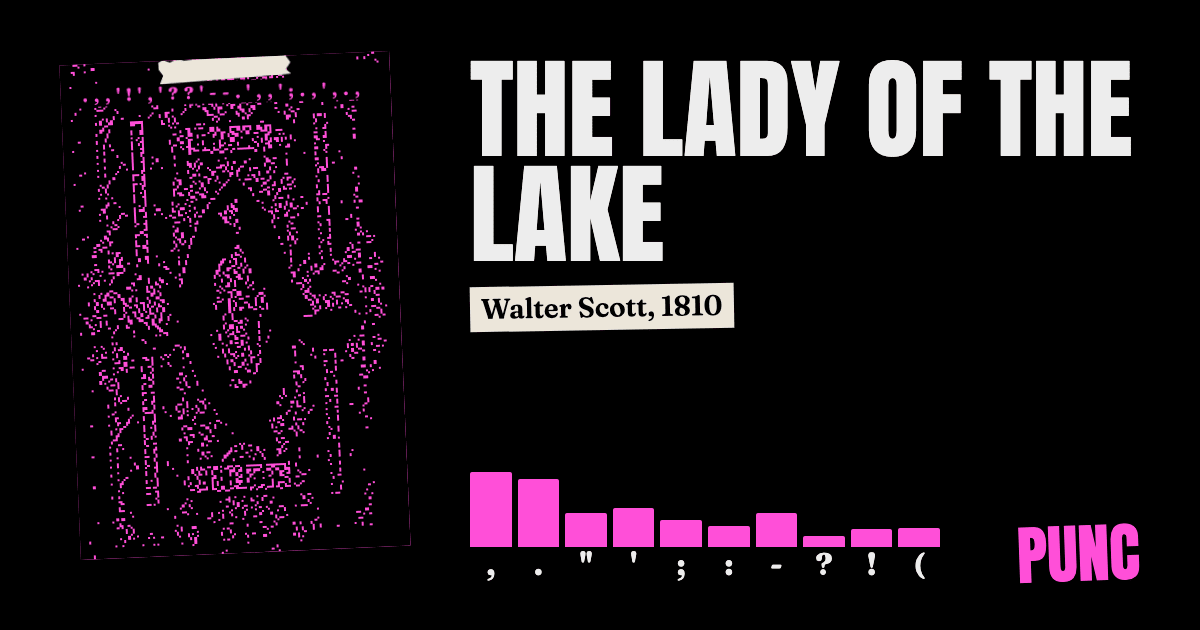 , , ' ! , ' ? ? ' - - ' , ' ; , , ' , ,
THE LADY OF THE
LAKE
Walter Scott, 1810
, . " ' ; : - ? ! (
PUNC